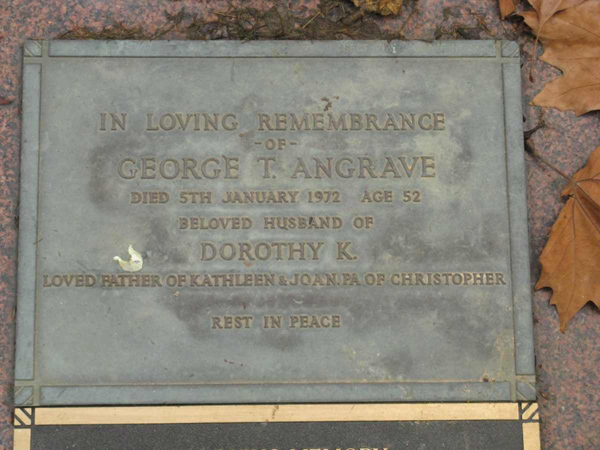 IN LOVING REMEMBRANCE
-OF-
GEORGE T. ANGRAVE
DIED 5TH JANUARY 1972 AGE 52
BELOVED HUSBAND OF
DOROTHY K.
LOVED FATHER OF KATHLEEN & JOAN. PA OF CHRISTOPHER
REST IN PEACE